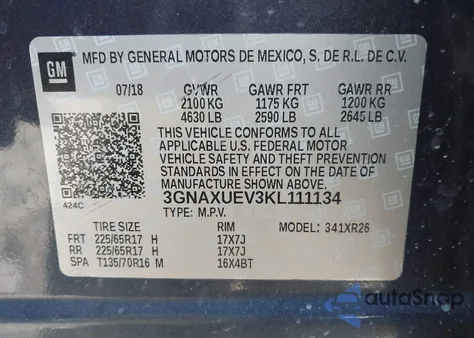 GM
MFD BY GENERAL MOTORS DE MEXICO, S. DE R.L. DE C.V.
07/18 GVWR GAWR FRT GAWR RR
2100 KG 1175 KG 1200 KG
4630 LB 2590 LB 2645 LB
THIS VEHICLE CONFORMS TO ALL
APPLICABLE U.S. FEDERAL MOTOR
VEHICLE SAFETY AND THEFT PREVENTION
STANDARDS IN EFFECT ON THE DATE OF
MANUFACTURE SHOWN ABOVE.
424C 3GNAXUEV3KL111134
TYPE: M.P.V.
TIRE SIZE RIM MODEL: 341XR26
FRT 225/65R17 H 17X7J
RR 225/65R17 H 17X7J
SPA T135/70R16 M 16X4BT
autoSnap